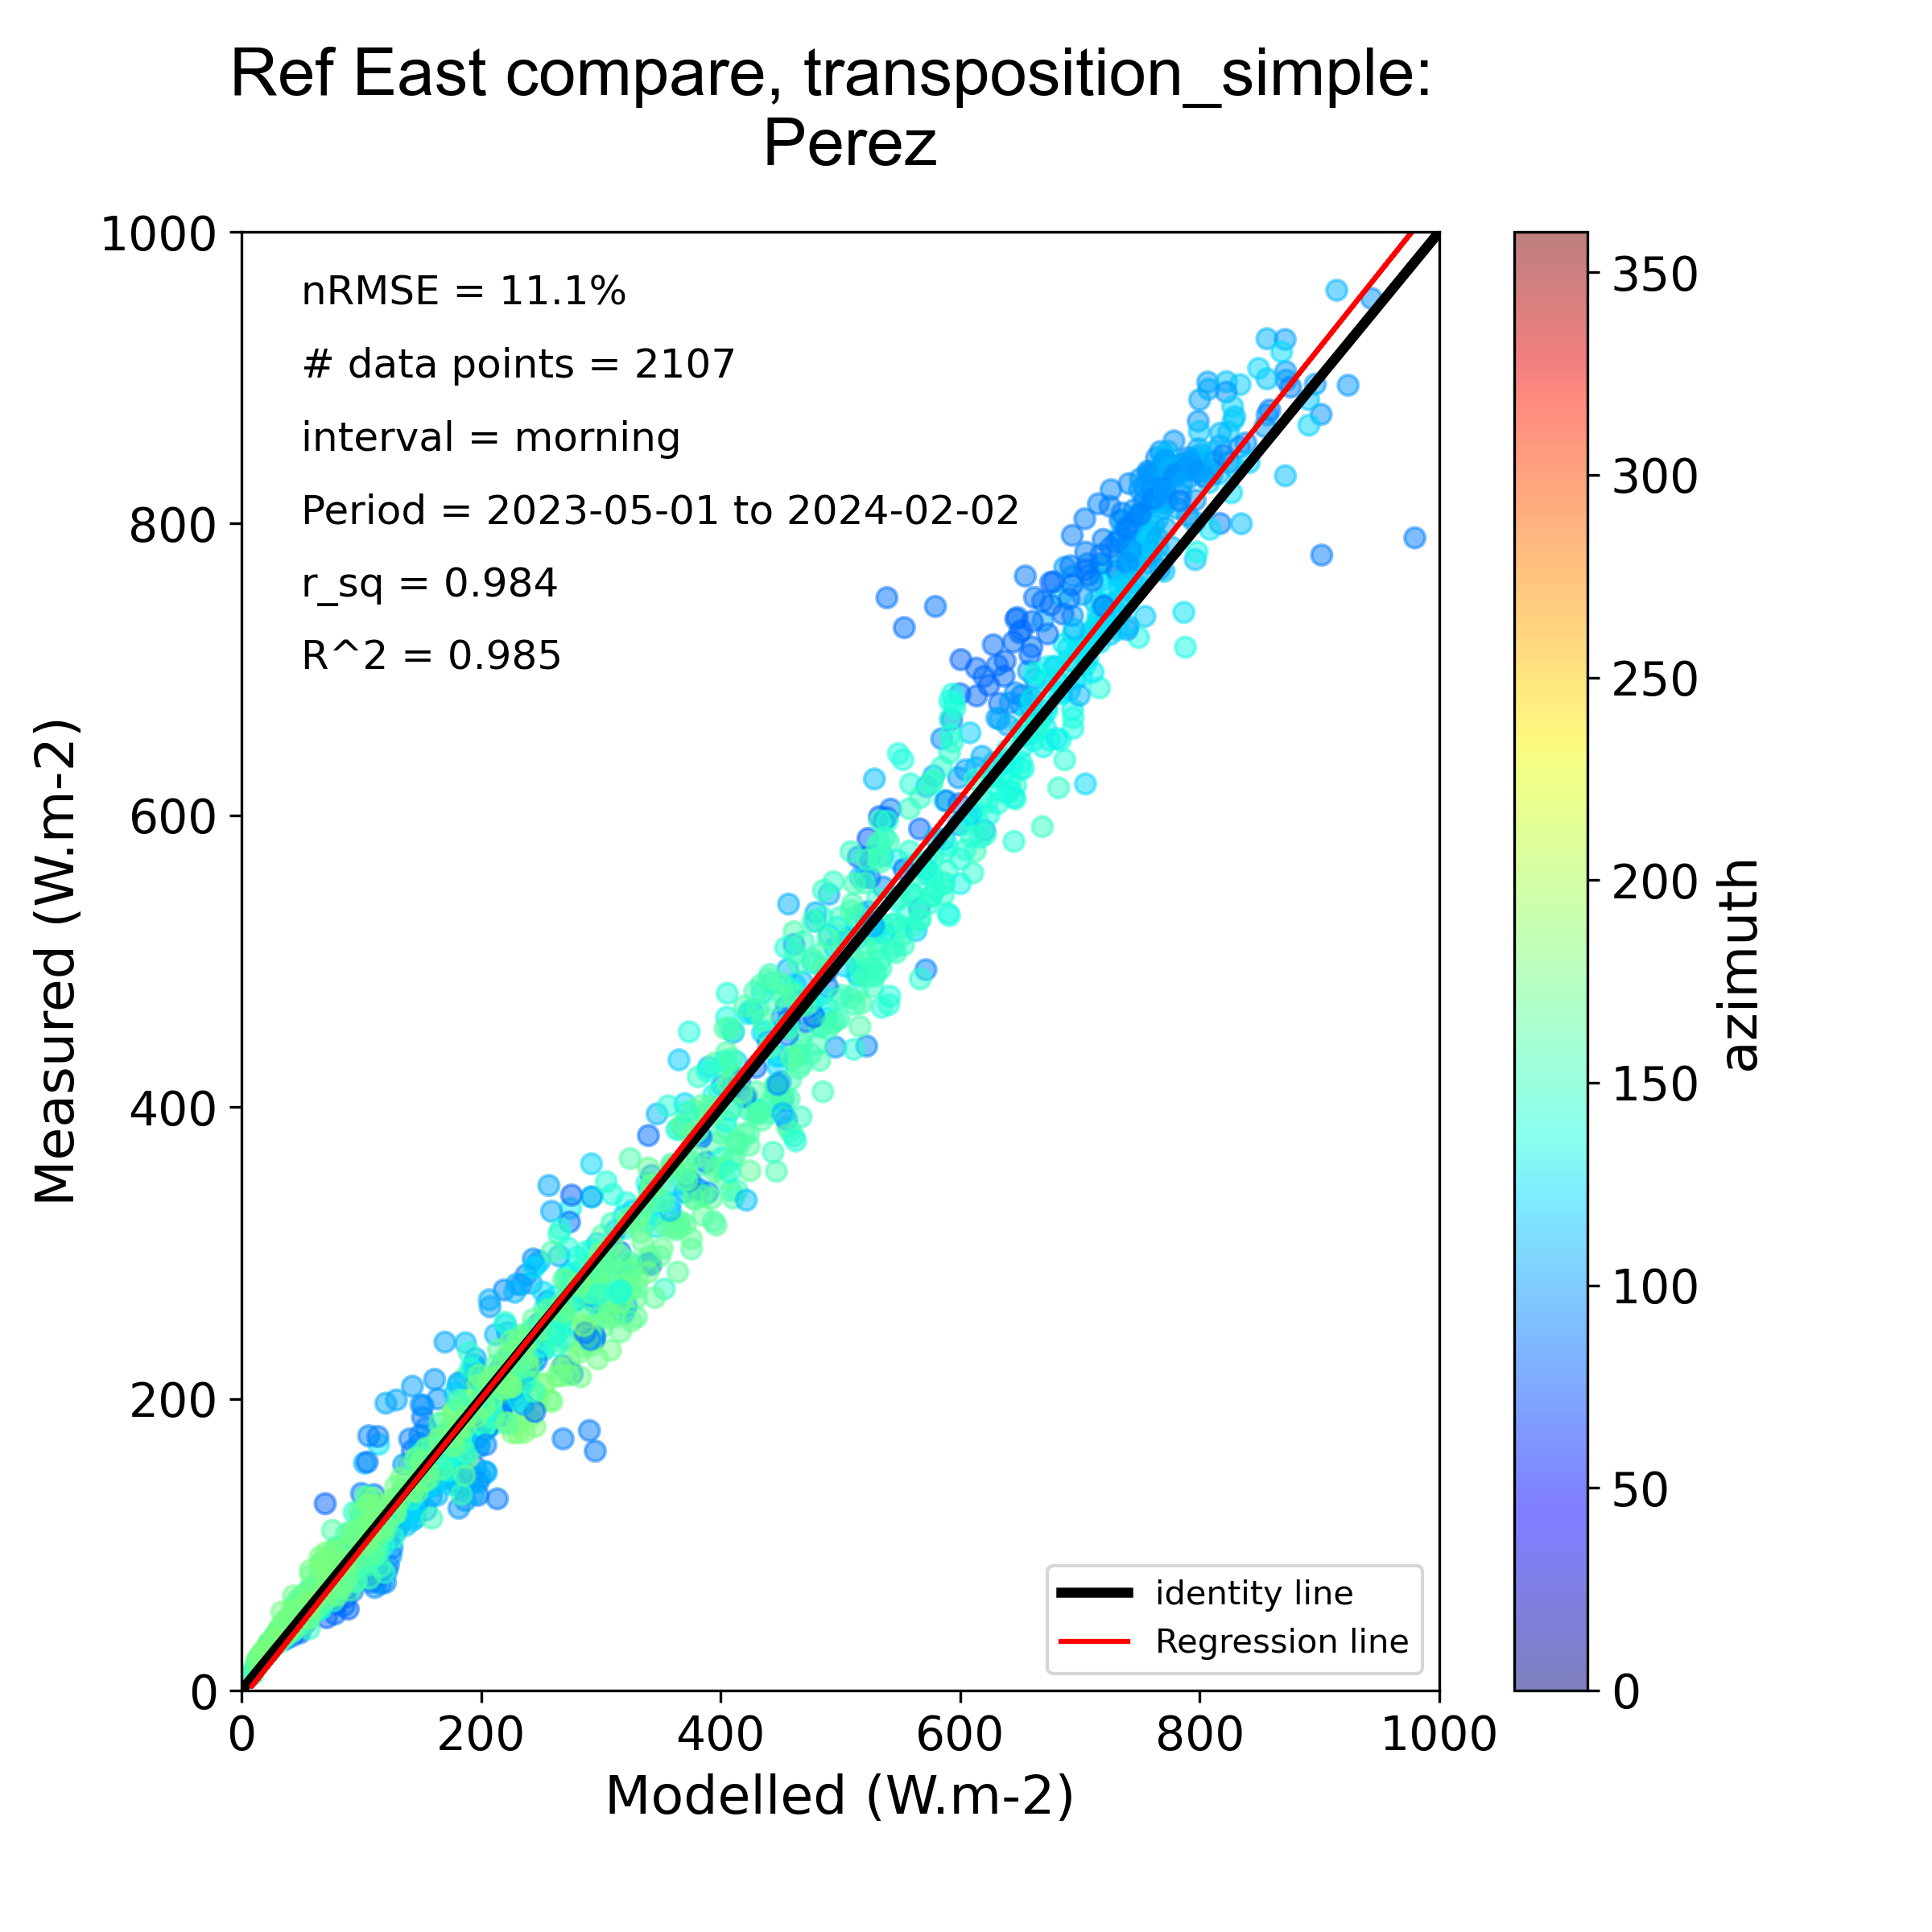 Ref East compare, transposition_simple:
Perez
nRMSE = 11.1%
# data points = 2107
interval = morning
Period = 2023-05-01 to 2024-02-02
r_sq = 0.984
R^2 = 0.985
1000
800
600
400
200
0
Measured (W.m-2)
0 200 400 600 800 1000
Modelled (W.m-2)
identity line
Regression line
350
300
250
200
150
100
50
0
azimuth